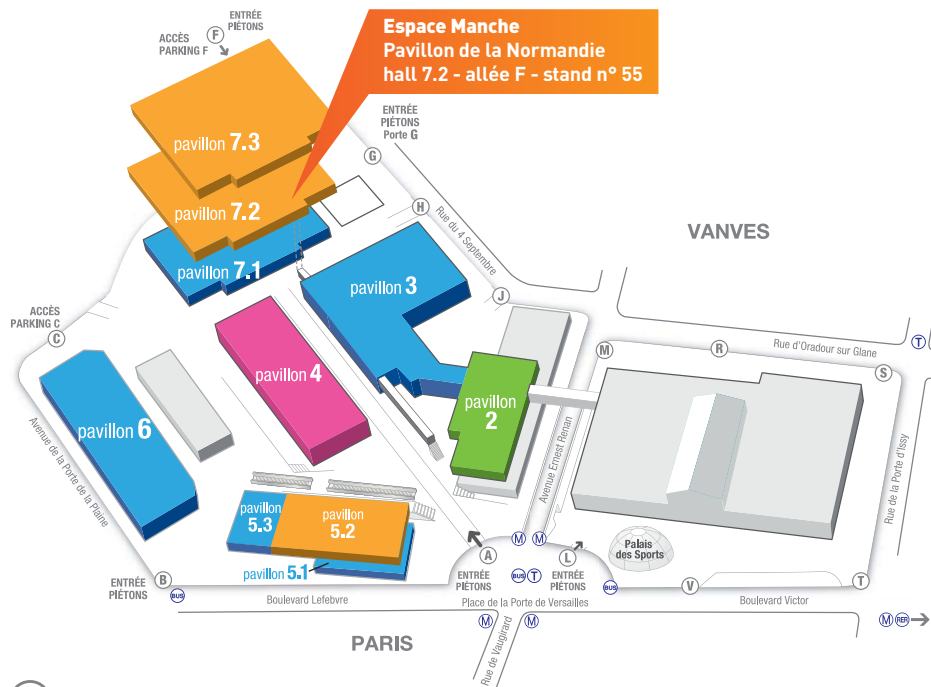 ENTRÉE
PIÉTONS
F
ACCÈS
PARKING F
Espace Manche
Pavillon de la Normandie
hall 7.2 - allée F - stand n° 55
ENTRÉE
PIÉTONS
Porte G
G
pavillon 7.3
pavillon 7.2
pavillon 7.1
H
Rue du 4 Septembre
VANVES
pavillon 3
J
ACCÈS
PARKING C
C
pavillon 4
pavillon 2
M
R
Rue d'Oradour sur Glane
T
S
pavillon 6
Avenue de la Porte de la Plaine
Avenue Ernest Renan
Rue de la Porte d'Issy
pavillon
5.3
pavillon
5.2
pavillon 5.1
A
ENTRÉE
PIÉTONS
M
M
L
ENTRÉE
PIÉTONS
BUS
T
BUS
Palais
des Sports
ENTRÉE
PIÉTONS
B
BUS
V
T
Boulevard Lefebvre
Place de la Porte de Versailles
Boulevard Victor
M
M
M
RER
PARIS
Rue de Vaugirard